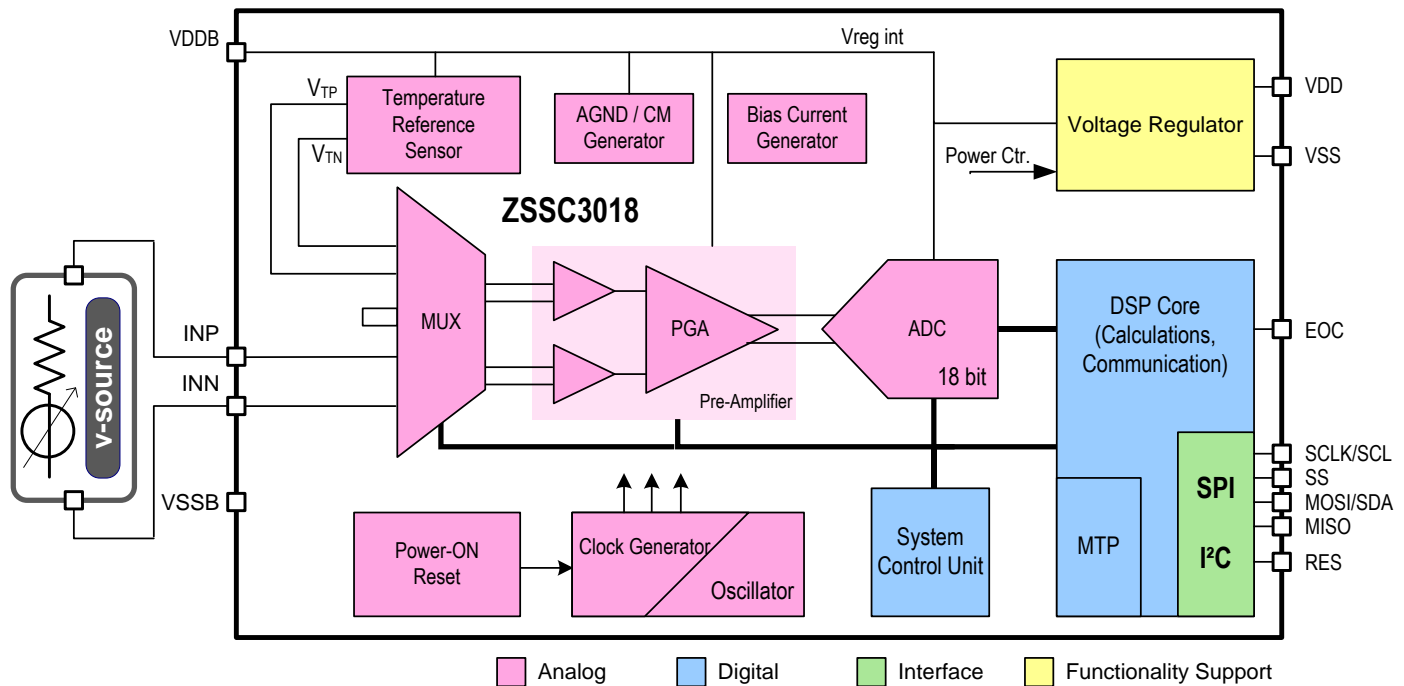 VDDB
Vreg int
VTP
VTN
Temperature
Reference
Sensor
AGND / CM
Generator
Bias Current
Generator
Voltage Regulator
Power Ctr.
VDD
VSS
ZSSC3018
v-source
INP
INN
VSSB
MUX
PGA
Pre-Amplifier
ADC
18 bit
DSP Core
(Calculations,
Communication)
EOC
SCLK/SCL
SS
MOSI/SDA
MISO
RES
SPI
I²C
MTP
Power-ON
Reset
Clock Generator
Oscillator
System
Control Unit
Analog
Digital
Interface
Functionality Support